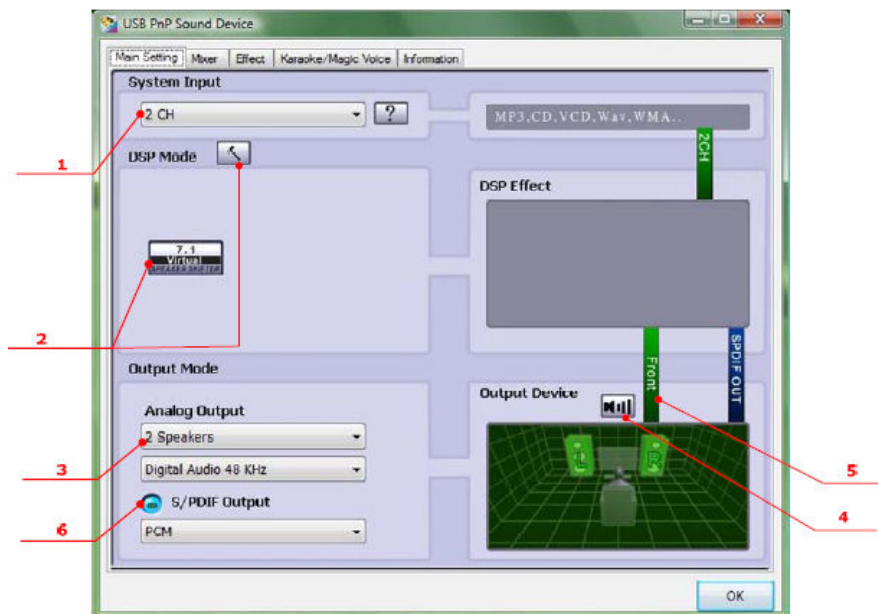 USB PnP Sound Device
Main Setting Mixer Effect Karaoke/Magic Voice Information
System Input
2 CH
?
MP3,CD,VCD,Wav,WMA..
2CH
1
DSP Mode
DSP Effect
7.1
Virtual
SPEAKER SHIFTER
2
Front
SPDIF OUT
Output Mode
Output Device
Analog Output
2 Speakers
L
R
3
Digital Audio 48 KHz
5
S/PDIF Output
4
6
PCM
OK